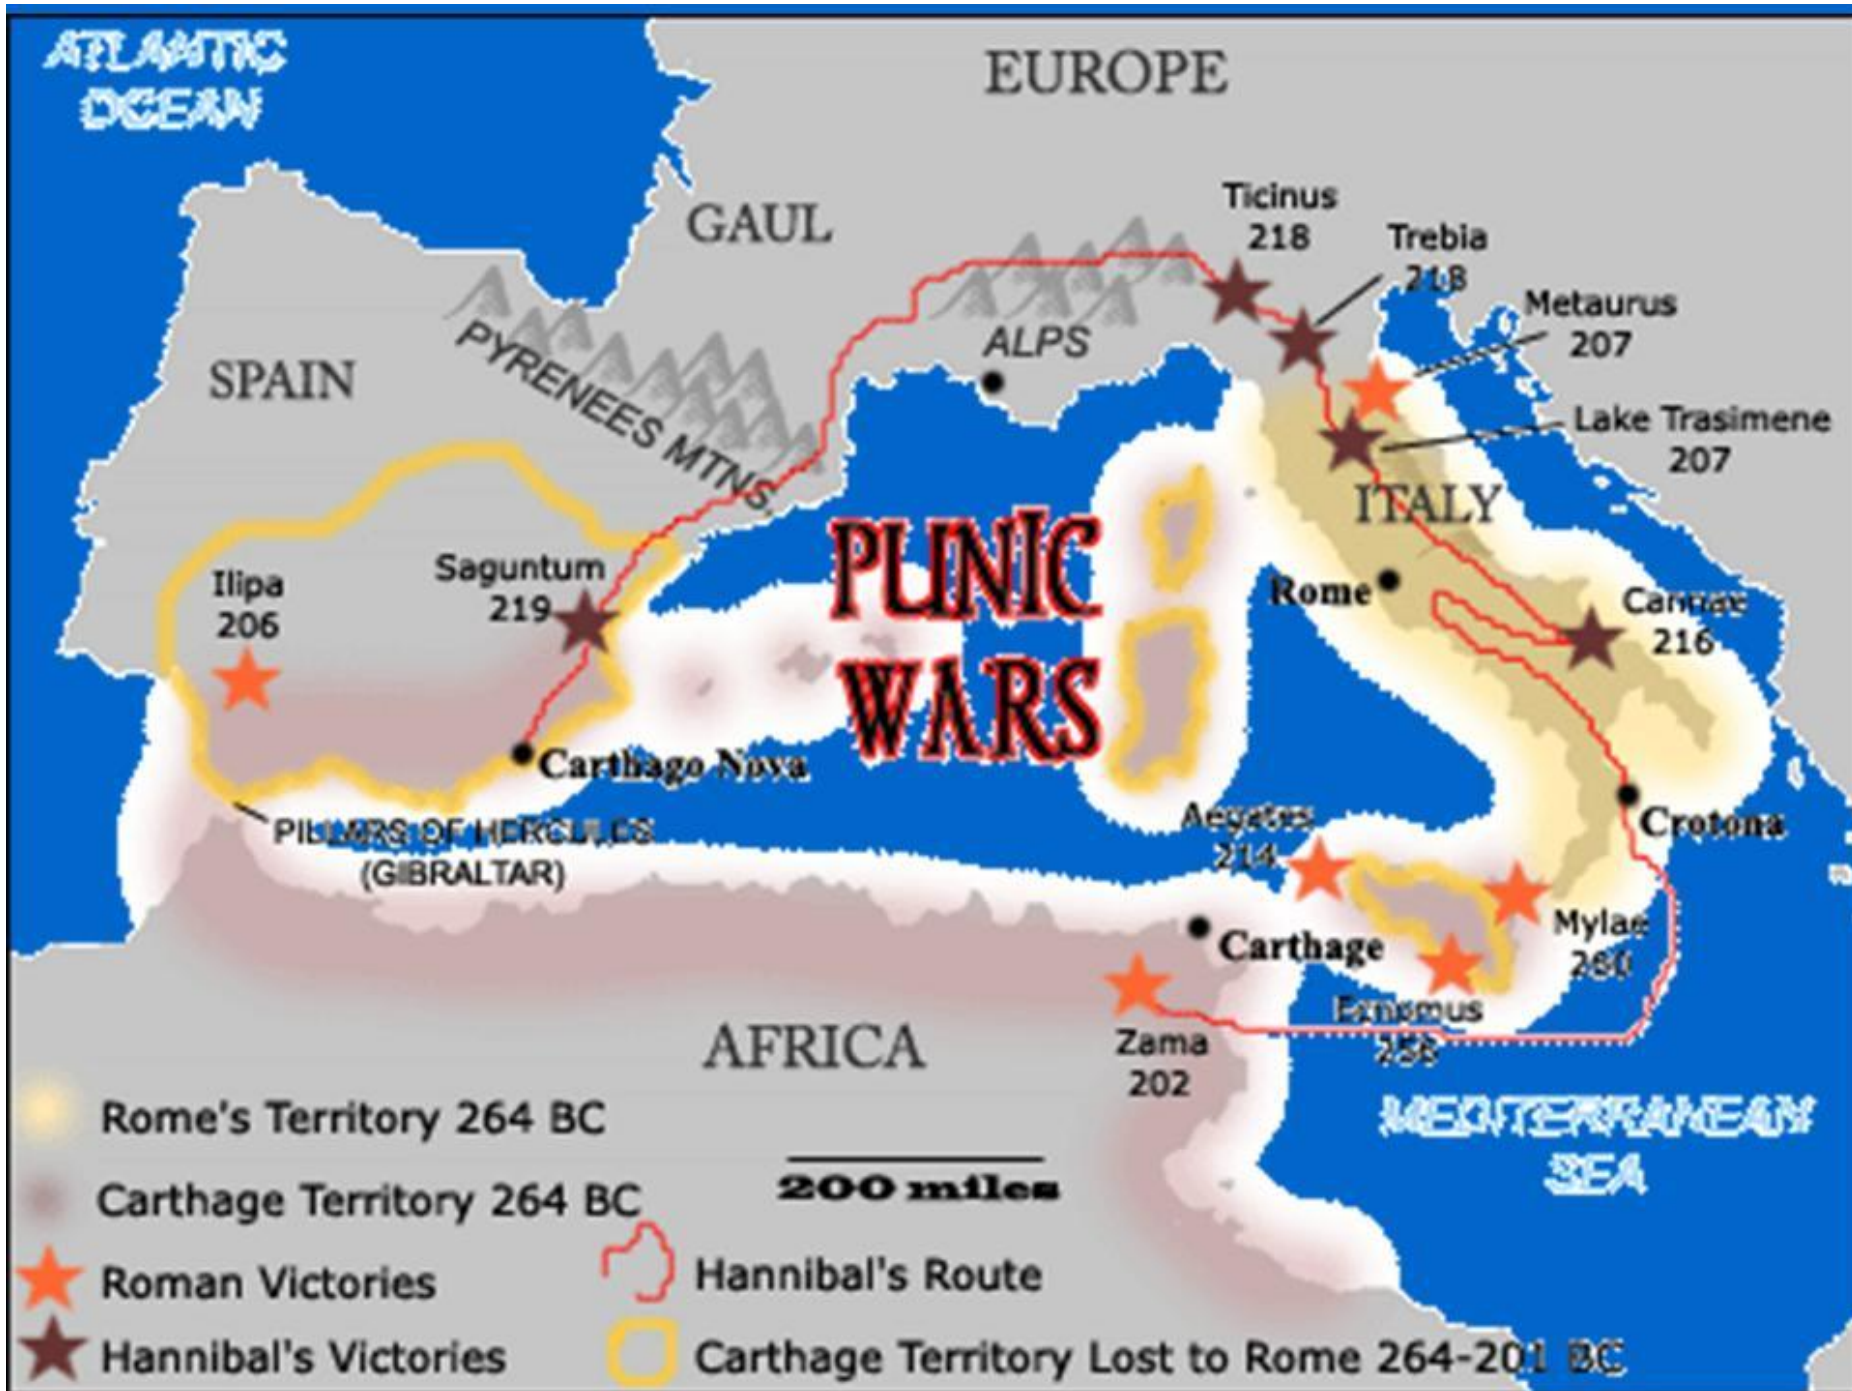 ATLANTIC
OCEAN
EUROPE
GAUL
Ticinus
218
Trebia
218
Metaurus
207
ALPS
PYRENEES MTNS.
SPAIN
Lake Trasimene
207
ITALY
PUNIC
WARS
Saguntum
219
Ilipa
206
Rome
Cannae
216
Carthago Nova
PILLARS OF HERCULES
(GIBRALTAR)
Aegates
214
Crotona
Carthage
Mylae
260
Ecnomus
256
Zama
202
AFRICA
MEDITERRANEAN
SEA
Rome's Territory 264 BC
Carthage Territory 264 BC
200 miles
Roman Victories
Hannibal's Route
Hannibal's Victories
Carthage Territory Lost to Rome 264-201 BC